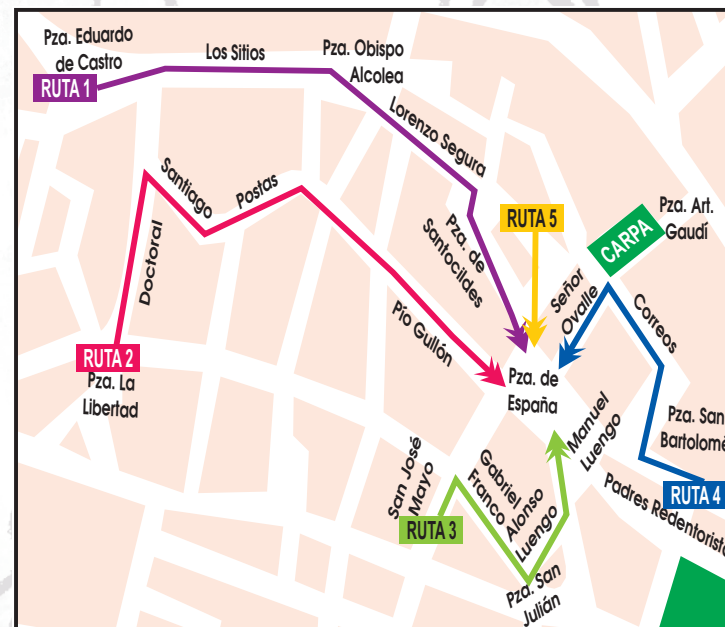 Pza. Eduardo
de Castro
RUTA 1
Los Sitios
Pza. Obispo
Alcolea
Lorenzo Segura
Pza. de
Santocildes
RUTA 5
Pza. Art.
Gaudí
CARPA
Señor
Ovalle
Correos
Santiago
Postas
Doctoral
RUTA 2
Pza. La
Libertad
Pío Gullón
Pza. de
España
Manuel
Luengo
Pza. San
Bartolomé
RUTA 4
Padres Redentorista
San José
Mayo
RUTA 3
Gabriel
Franco
Alonso
Luengo
Pza. San
Julián